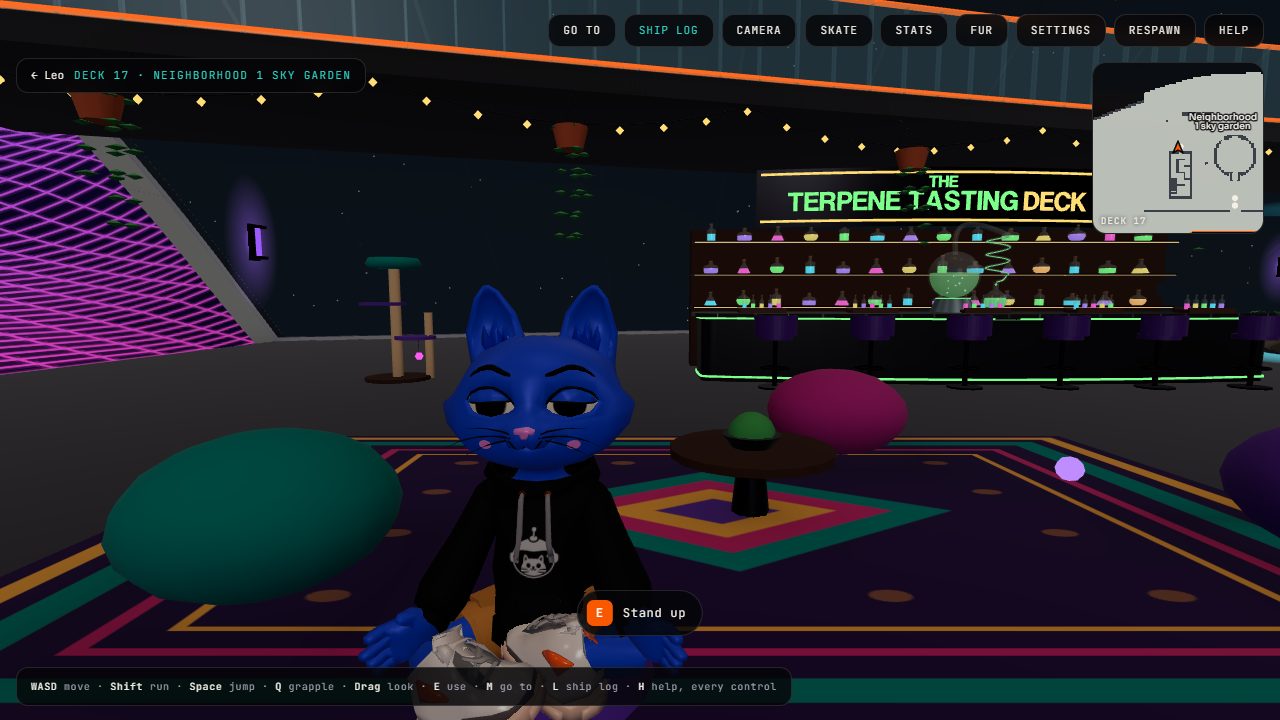 GO TO
SHIP LOG
CAMERA
SKATE
STATS
FUR
SETTINGS
RESPAWN
HELP
← Leo DECK 17 · NEIGHBORHOOD 1 SKY GARDEN
Neighborhood
1 sky garden
DECK 17
THE
TERPENE TASTING DECK
E Stand up
WASD move · Shift run · Space jump · Q grapple · Drag look · E use · M go to · L ship log · H help, every control